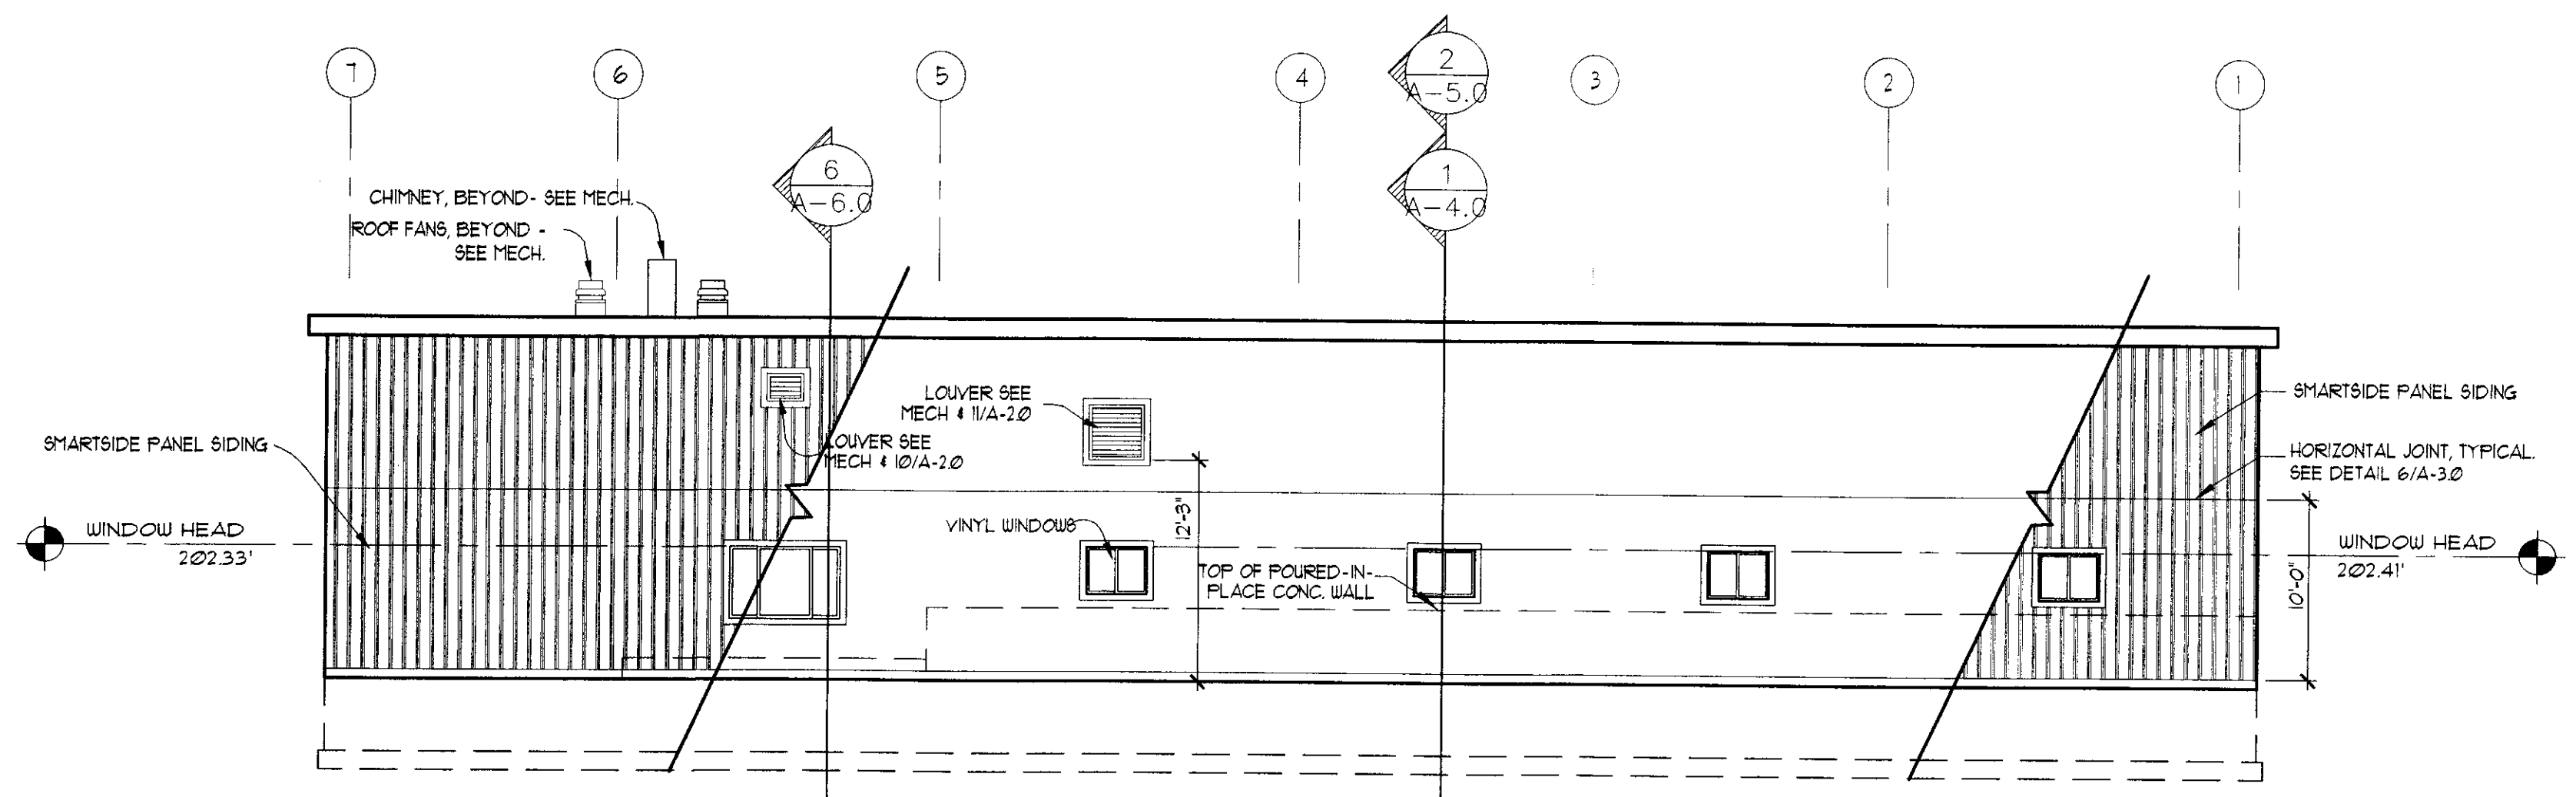 7
6
5
4
3
2
1
2
A-5.0
6
A-6.0
1
A-4.0
CHIMNEY, BEYOND- SEE MECH.
ROOF FANS, BEYOND -
SEE MECH.
LOUVER SEE
MECH & 11/A-2.0
LOUVER SEE
MECH & 10/A-2.0
SMARTSIDE PANEL SIDING
SMARTSIDE PANEL SIDING
HORIZONTAL JOINT, TYPICAL.
SEE DETAIL 6/A-3.0
WINDOW HEAD
202.33'
VINYL WINDOWS
12'-3"
TOP OF POURED-IN-
PLACE CONC. WALL
WINDOW HEAD
202.41'
10'-0"